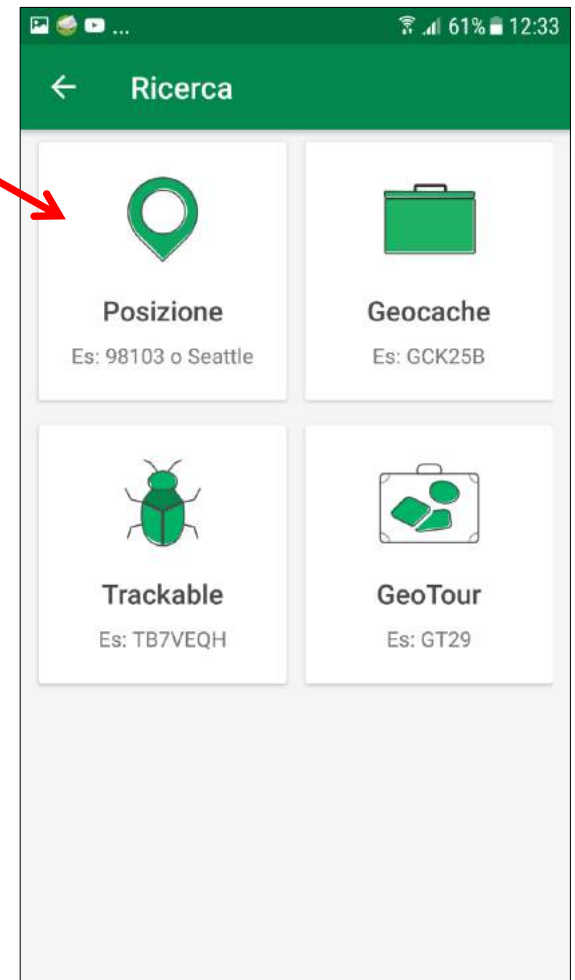 ... 61% 12:33
Ricerca
Posizione
Es: 98103 o Seattle
Geocache
Es: GCK25B
Trackable
Es: TB7VEQH
GeoTour
Es: GT29